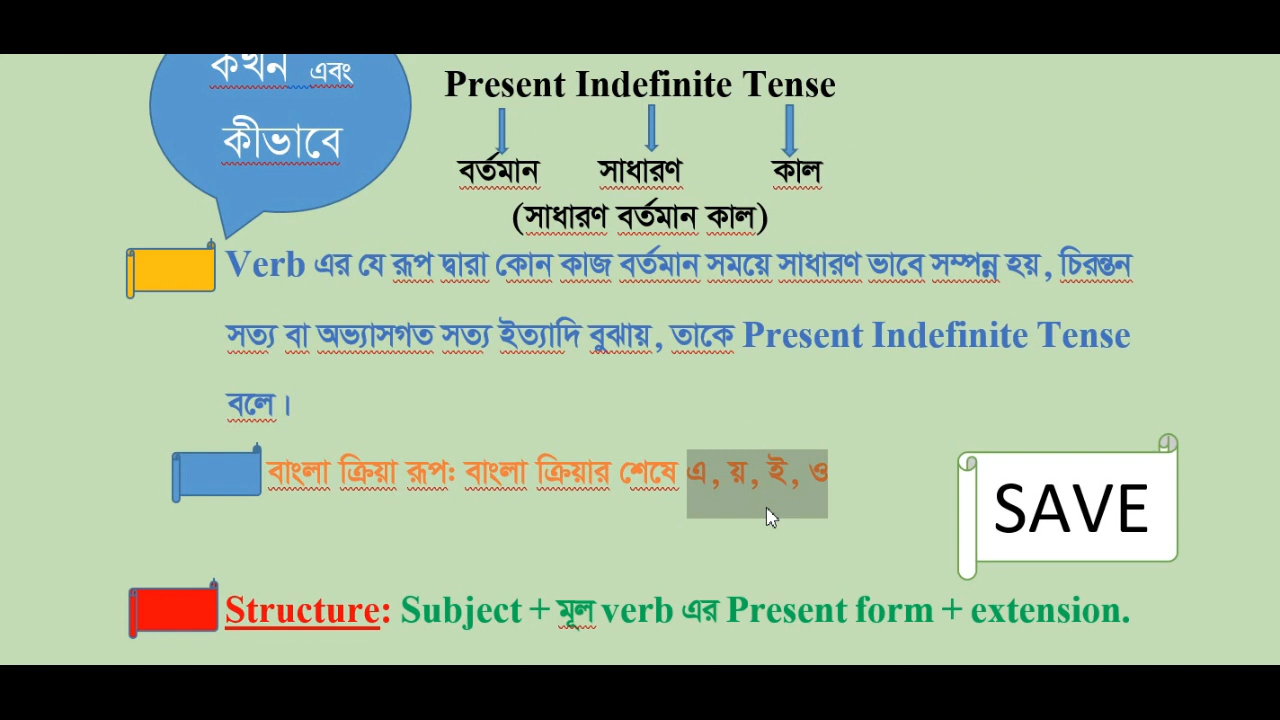 কখন এবং
কীভাবে
Present Indefinite Tense
বর্তমান সাধারণ কাল
(সাধারণ বর্তমান কাল)
Verb এর যে রূপ দ্বারা কোন কাজ বর্তমান সময়ে সাধারণ ভাবে সম্পন্ন হয়, চিরন্তন
সত্য বা অভ্যাসগত সত্য ইত্যাদি বুঝায়, তাকে Present Indefinite Tense
বলে।
বাংলা ক্রিয়া রূপঃ বাংলা ক্রিয়ার শেষে এ, য়, ই, ও
SAVE
Structure: Subject + মূল verb এর Present form + extension.